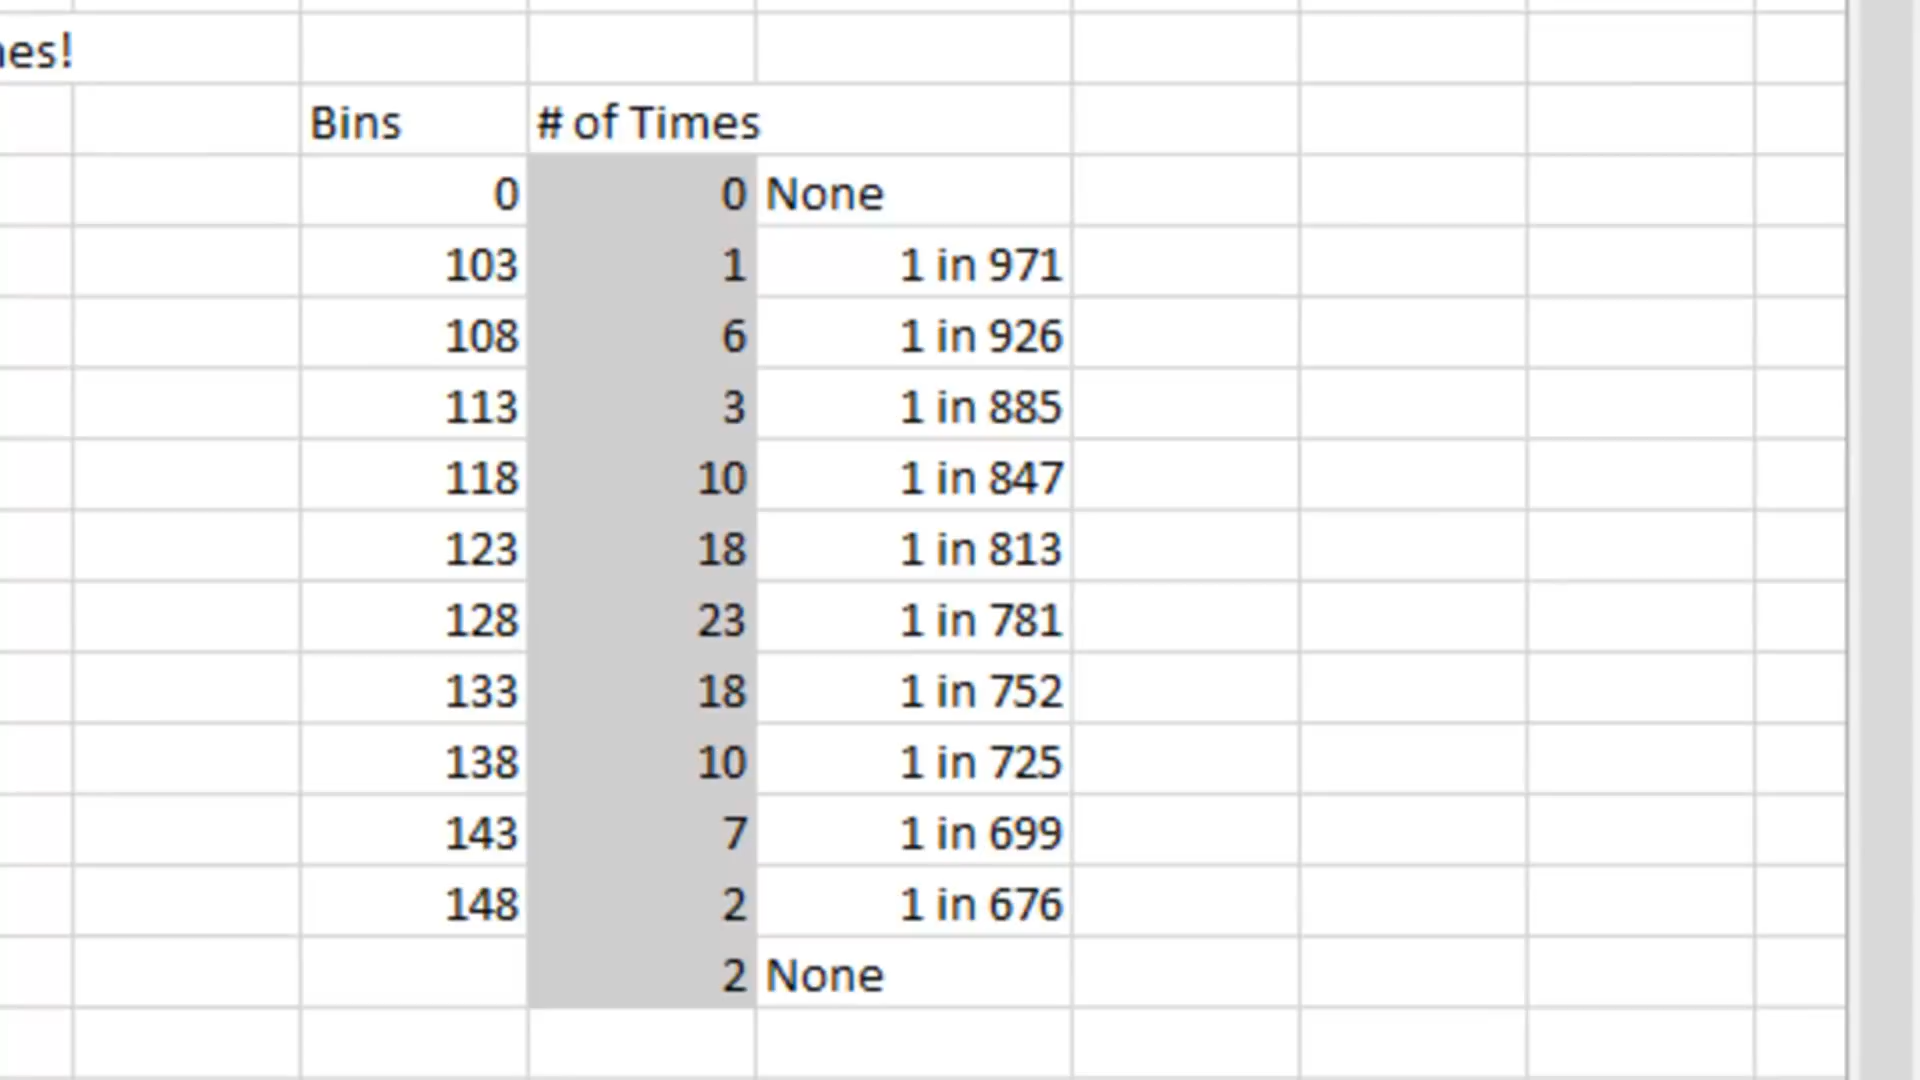 nes!
Bins # of Times
0 0 None
103 1 1 in 971
108 6 1 in 926
113 3 1 in 885
118 10 1 in 847
123 18 1 in 813
128 23 1 in 781
133 18 1 in 752
138 10 1 in 725
143 7 1 in 699
148 2 1 in 676
2 None